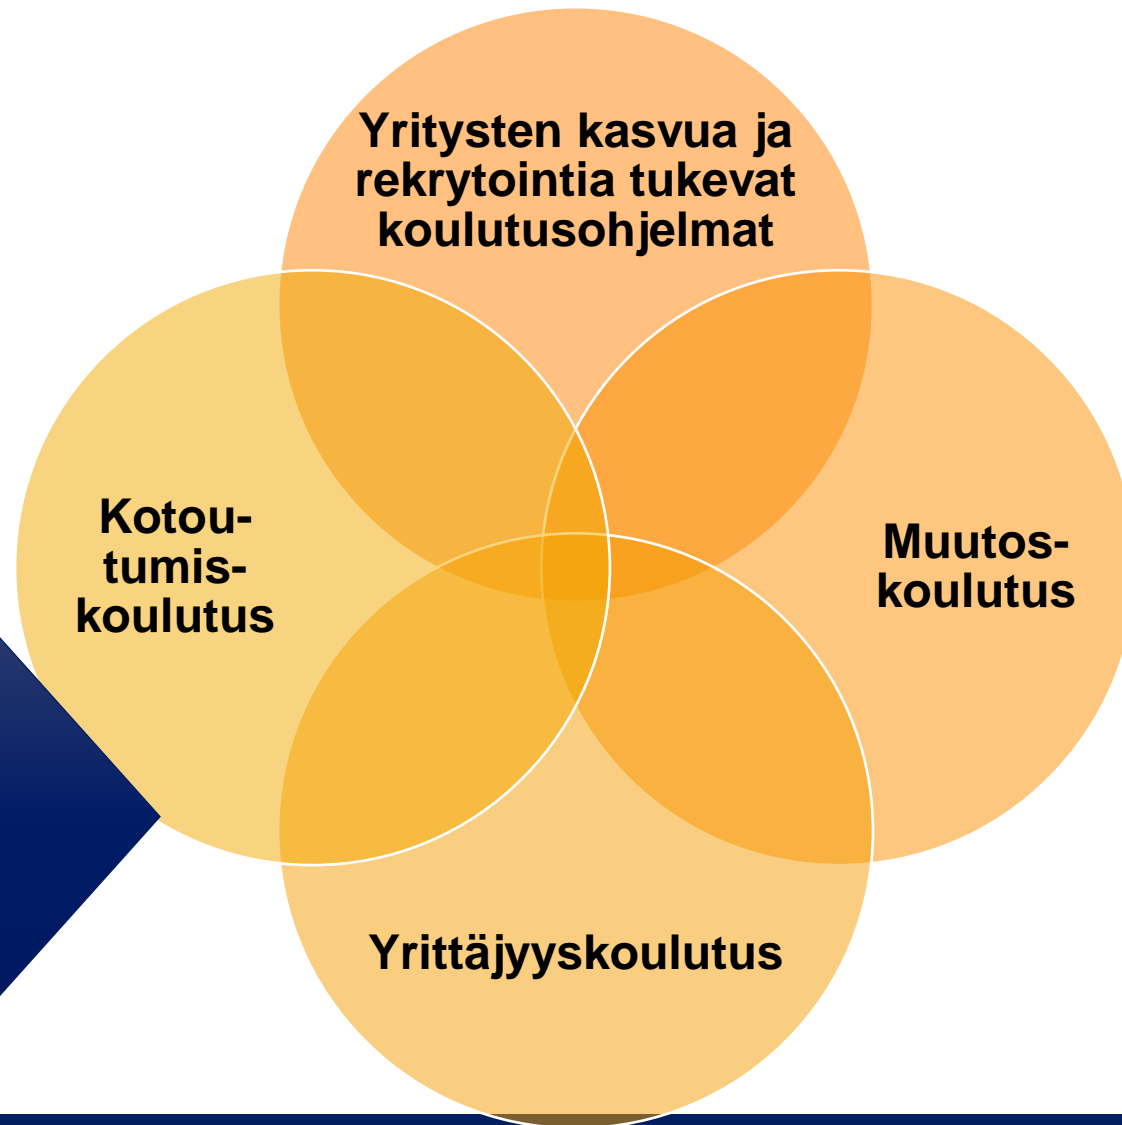 Yritysten kasvua ja
rekrytointia tukevat
koulutusohjelmat
Kotou-
tumis-
koulutus
Muutos-
koulutus
Yrittäjyyskoulutus